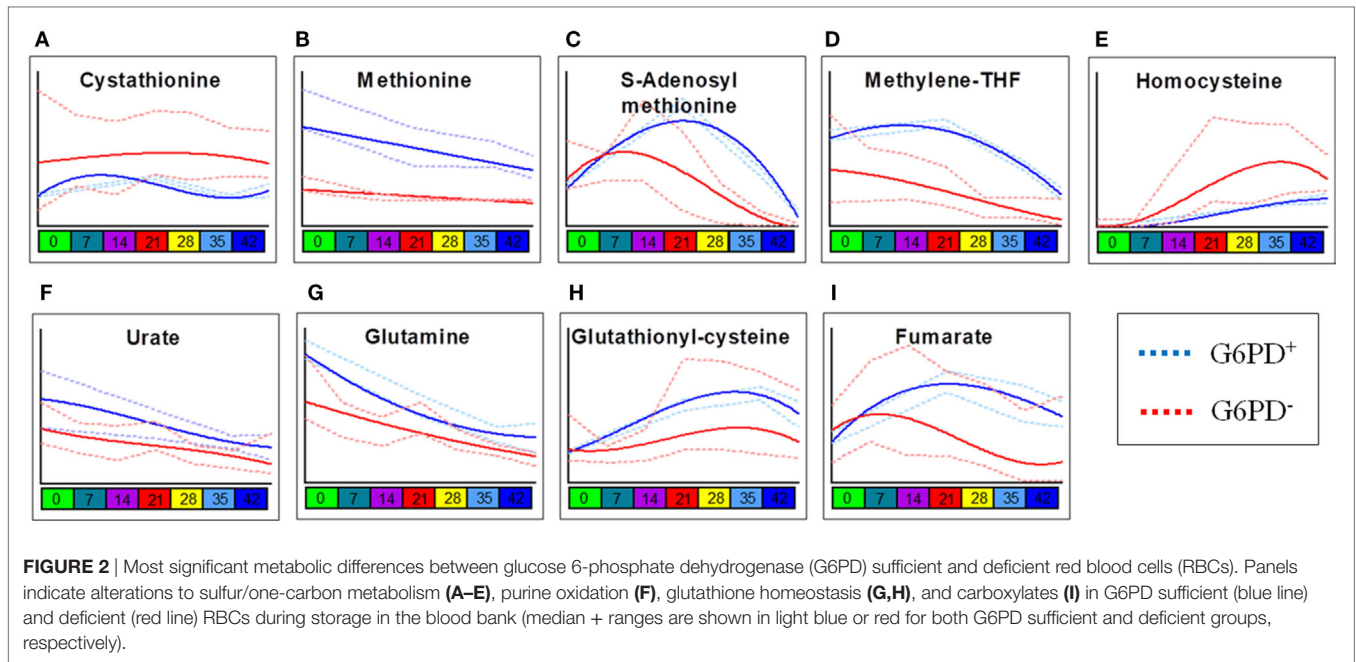 A B C D E
Cystathionine
Methionine
S-Adenosyl
methionine
Methylene-THF
Homocysteine
0 7 14 21 28 35 42
0 7 14 21 28 35 42
0 7 14 21 28 35 42
0 7 14 21 28 35 42
0 7 14 21 28 35 42
F G H I
Urate
Glutamine
Glutathionyl-cysteine
Fumarate
0 7 14 21 28 35 42
0 7 14 21 28 35 42
0 7 14 21 28 35 42
0 7 14 21 28 35 42
G6PD⁺
G6PD⁻
FIGURE 2 | Most significant metabolic differences between glucose 6-phosphate dehydrogenase (G6PD) sufficient and deficient red blood cells (RBCs). Panels
indicate alterations to sulfur/one-carbon metabolism (A–E), purine oxidation (F), glutathione homeostasis (G,H), and carboxylates (I) in G6PD sufficient (blue line)
and deficient (red line) RBCs during storage in the blood bank (median + ranges are shown in light blue or red for both G6PD sufficient and deficient groups,
respectively).